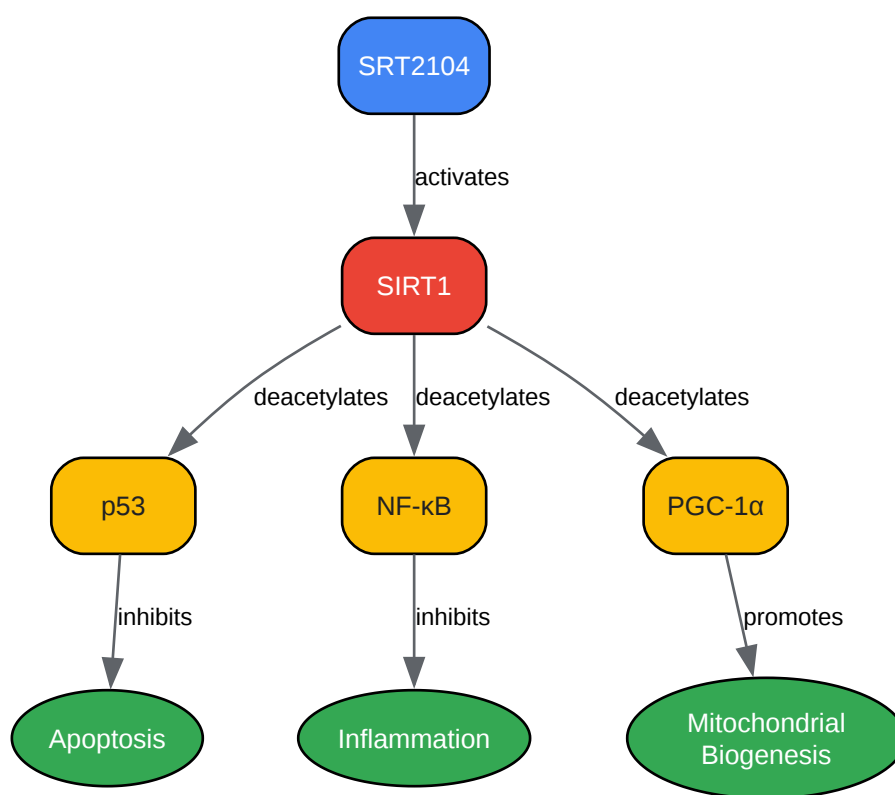 SRT2104
activates
SIRT1
deacetylates
deacetylates
deacetylates
p53
NF-κB
PGC-1α
inhibits
inhibits
promotes
Apoptosis
Inflammation
Mitochondrial
Biogenesis